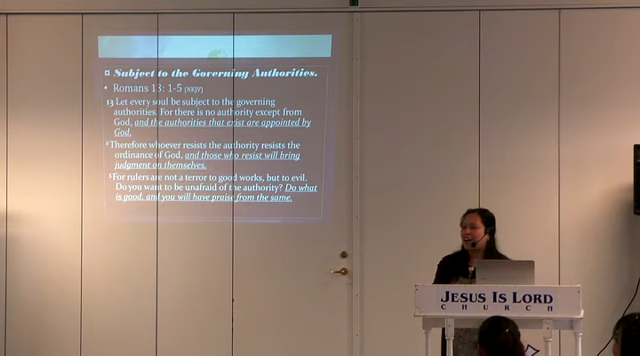 ¤ Subject to the Governing Authorities.
• Romans 13: 1-5 (NKJV)
13 Let every soul be subject to the governing
authorities. For there is no authority except from
God, and the authorities that exist are appointed by
God.
2 Therefore whoever resists the authority resists the
ordinance of God, and those who resist will bring
judgment on themselves.
3 For rulers are not a terror to good works, but to evil.
Do you want to be unafraid of the authority? Do what
is good, and you will have praise from the same.
JESUS IS LORD
CHURCH